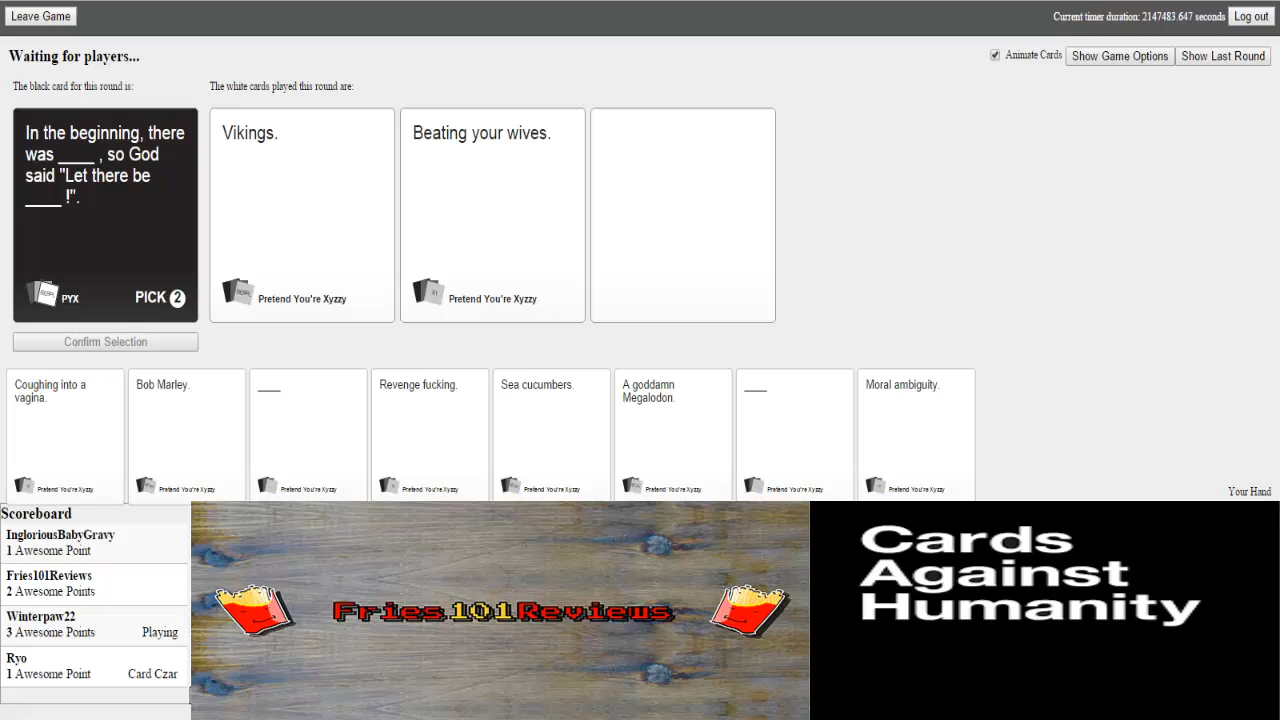 Leave Game
Current timer duration: 2147483.647 seconds
Log out
Waiting for players...
Animate Cards
Show Game Options
Show Last Round
The black card for this round is:
The white cards played this round are:
In the beginning, there
was ____ , so God
said "Let there be
____ !".
PYX
PICK 2
Vikings.
Pretend You're Xyzzy
Beating your wives.
Pretend You're Xyzzy
Confirm Selection
Coughing into a
vagina.
Pretend You're Xyzzy
Bob Marley.
Pretend You're Xyzzy
____
Pretend You're Xyzzy
Revenge fucking.
Pretend You're Xyzzy
Sea cucumbers.
Pretend You're Xyzzy
A goddamn
Megalodon.
Pretend You're Xyzzy
____
Pretend You're Xyzzy
Moral ambiguity.
Pretend You're Xyzzy
Your Hand
Scoreboard
IngloriousBabyGravy
1 Awesome Point
Fries101Reviews
2 Awesome Points
Winterpaw22
3 Awesome Points Playing
Ryo
1 Awesome Point Card Czar
Fries101Reviews
Cards
Against
Humanity